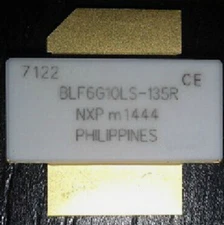 7122 CE
BLF6G10LS-135R
NXP m1444
PHILIPPINES